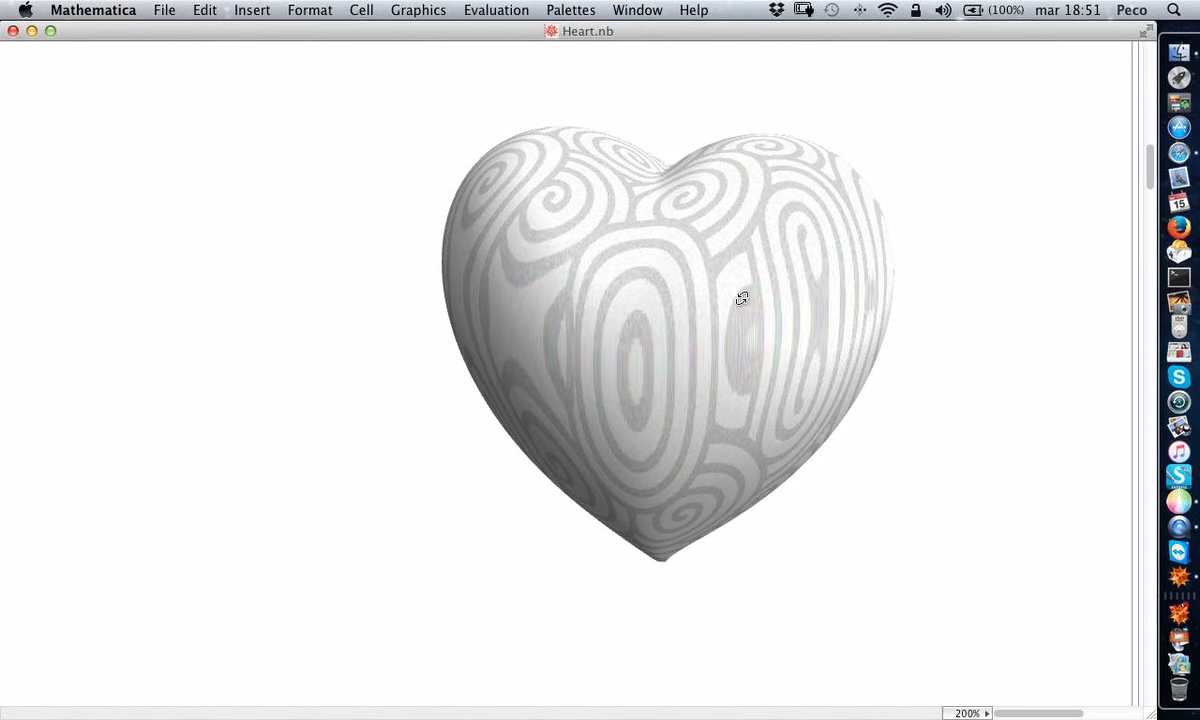 Mathematica File Edit Insert Format Cell Graphics Evaluation Palettes Window Help (100%) mar 18:51 Peco
Heart.nb
15
S
S
200%